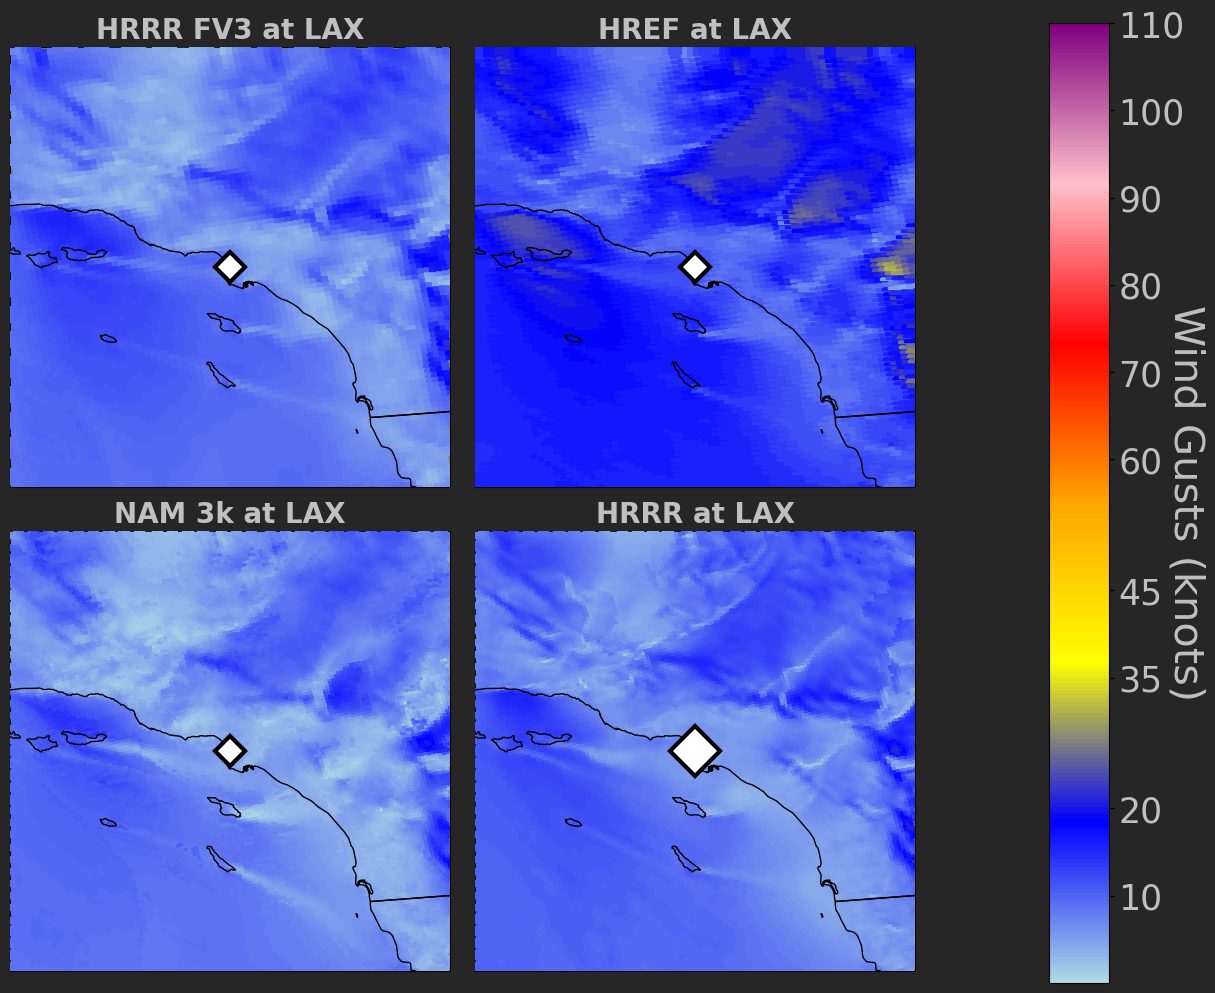 HRRR FV3 at LAX
HREF at LAX
NAM 3k at LAX
HRRR at LAX
110
100
90
80
70
60
45
35
20
10
Wind Gusts (knots)